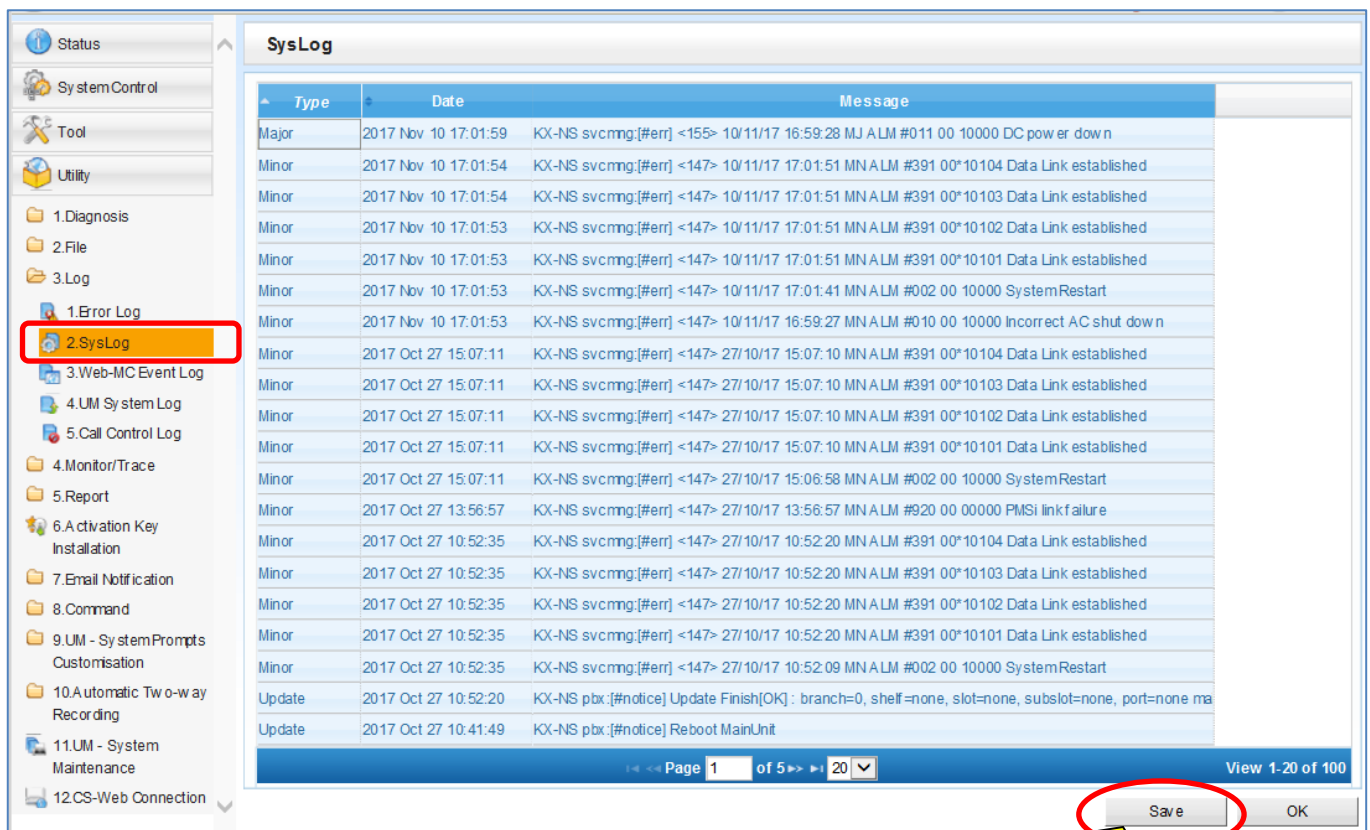 Status
System Control
Tool
Utility
1.Diagnosis
2.File
3.Log
1.Error Log
2.SysLog
3.Web-MC Event Log
4.UM System Log
5.Call Control Log
4.Monitor/Trace
5.Report
6.Activation Key
Installation
7.Email Notification
8.Command
9.UM - System Prompts
Customisation
10.Automatic Two-way
Recording
11.UM - System
Maintenance
12.CS-Web Connection
SysLog
Type Date Message
Major 2017 Nov 10 17:01:59 KX-NS svcmng:[#err] <155> 10/11/17 16:59:28 MJ ALM #011 00 10000 DC power down
Minor 2017 Nov 10 17:01:54 KX-NS svcmng:[#err] <147> 10/11/17 17:01:51 MN ALM #391 00*10104 Data Link established
Minor 2017 Nov 10 17:01:54 KX-NS svcmng:[#err] <147> 10/11/17 17:01:51 MN ALM #391 00*10103 Data Link established
Minor 2017 Nov 10 17:01:53 KX-NS svcmng:[#err] <147> 10/11/17 17:01:51 MN ALM #391 00*10102 Data Link established
Minor 2017 Nov 10 17:01:53 KX-NS svcmng:[#err] <147> 10/11/17 17:01:51 MN ALM #391 00*10101 Data Link established
Minor 2017 Nov 10 17:01:53 KX-NS svcmng:[#err] <147> 10/11/17 17:01:41 MN ALM #002 00 10000 System Restart
Minor 2017 Nov 10 17:01:53 KX-NS svcmng:[#err] <147> 10/11/17 16:59:27 MN ALM #010 00 10000 Incorrect AC shut down
Minor 2017 Oct 27 15:07:11 KX-NS svcmng:[#err] <147> 27/10/17 15:07:10 MN ALM #391 00*10104 Data Link established
Minor 2017 Oct 27 15:07:11 KX-NS svcmng:[#err] <147> 27/10/17 15:07:10 MN ALM #391 00*10103 Data Link established
Minor 2017 Oct 27 15:07:11 KX-NS svcmng:[#err] <147> 27/10/17 15:07:10 MN ALM #391 00*10102 Data Link established
Minor 2017 Oct 27 15:07:11 KX-NS svcmng:[#err] <147> 27/10/17 15:07:10 MN ALM #391 00*10101 Data Link established
Minor 2017 Oct 27 15:07:11 KX-NS svcmng:[#err] <147> 27/10/17 15:06:58 MN ALM #002 00 10000 System Restart
Minor 2017 Oct 27 13:56:57 KX-NS svcmng:[#err] <147> 27/10/17 13:56:57 MN ALM #920 00 00000 PMSi link failure
Minor 2017 Oct 27 10:52:35 KX-NS svcmng:[#err] <147> 27/10/17 10:52:20 MN ALM #391 00*10104 Data Link established
Minor 2017 Oct 27 10:52:35 KX-NS svcmng:[#err] <147> 27/10/17 10:52:20 MN ALM #391 00*10103 Data Link established
Minor 2017 Oct 27 10:52:35 KX-NS svcmng:[#err] <147> 27/10/17 10:52:20 MN ALM #391 00*10102 Data Link established
Minor 2017 Oct 27 10:52:35 KX-NS svcmng:[#err] <147> 27/10/17 10:52:20 MN ALM #391 00*10101 Data Link established
Minor 2017 Oct 27 10:52:35 KX-NS svcmng:[#err] <147> 27/10/17 10:52:09 MN ALM #002 00 10000 System Restart
Update 2017 Oct 27 10:52:20 KX-NS pbx:[#notice] Update Finish[OK] : branch=0, shelf=none, slot=none, subslot=none, port=none ma
Update 2017 Oct 27 10:41:49 KX-NS pbx:[#notice] Reboot MainUnit
Page 1 of 5 20 View 1-20 of 100
Save OK